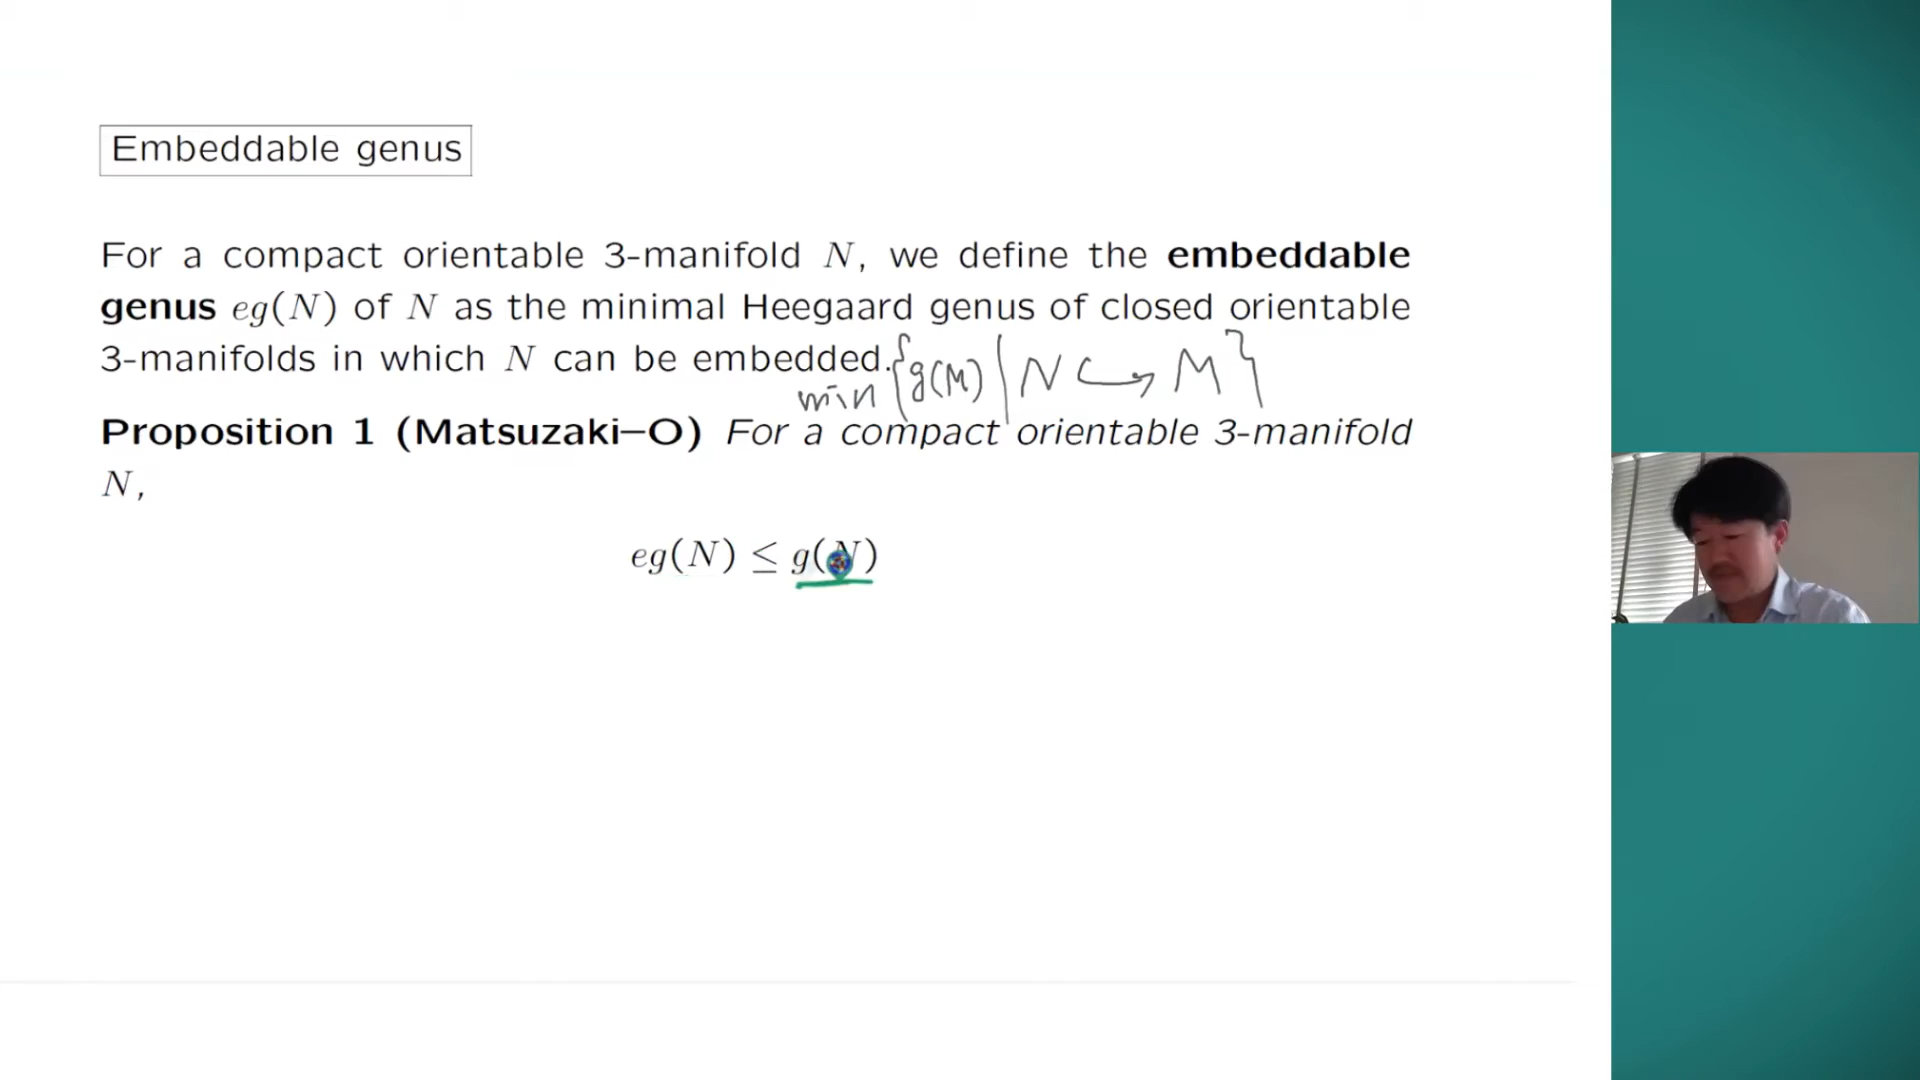 Embeddable genus
For a compact orientable 3-manifold N, we define the embeddable
genus eg(N) of N as the minimal Heegaard genus of closed orientable
3-manifolds in which N can be embedded.
min {g(M) | N ↪ M}
Proposition 1 (Matsuzaki–O) For a compact orientable 3-manifold
N,
eg(N) ≤ g(N)